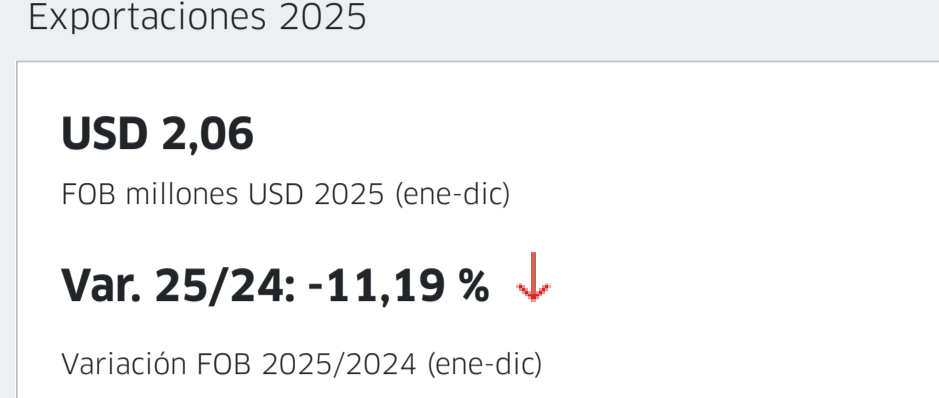 Exportaciones 2025
USD 2,06
FOB millones USD 2025 (ene-dic)
Var. 25/24: -11,19 %
Variación FOB 2025/2024 (ene-dic)